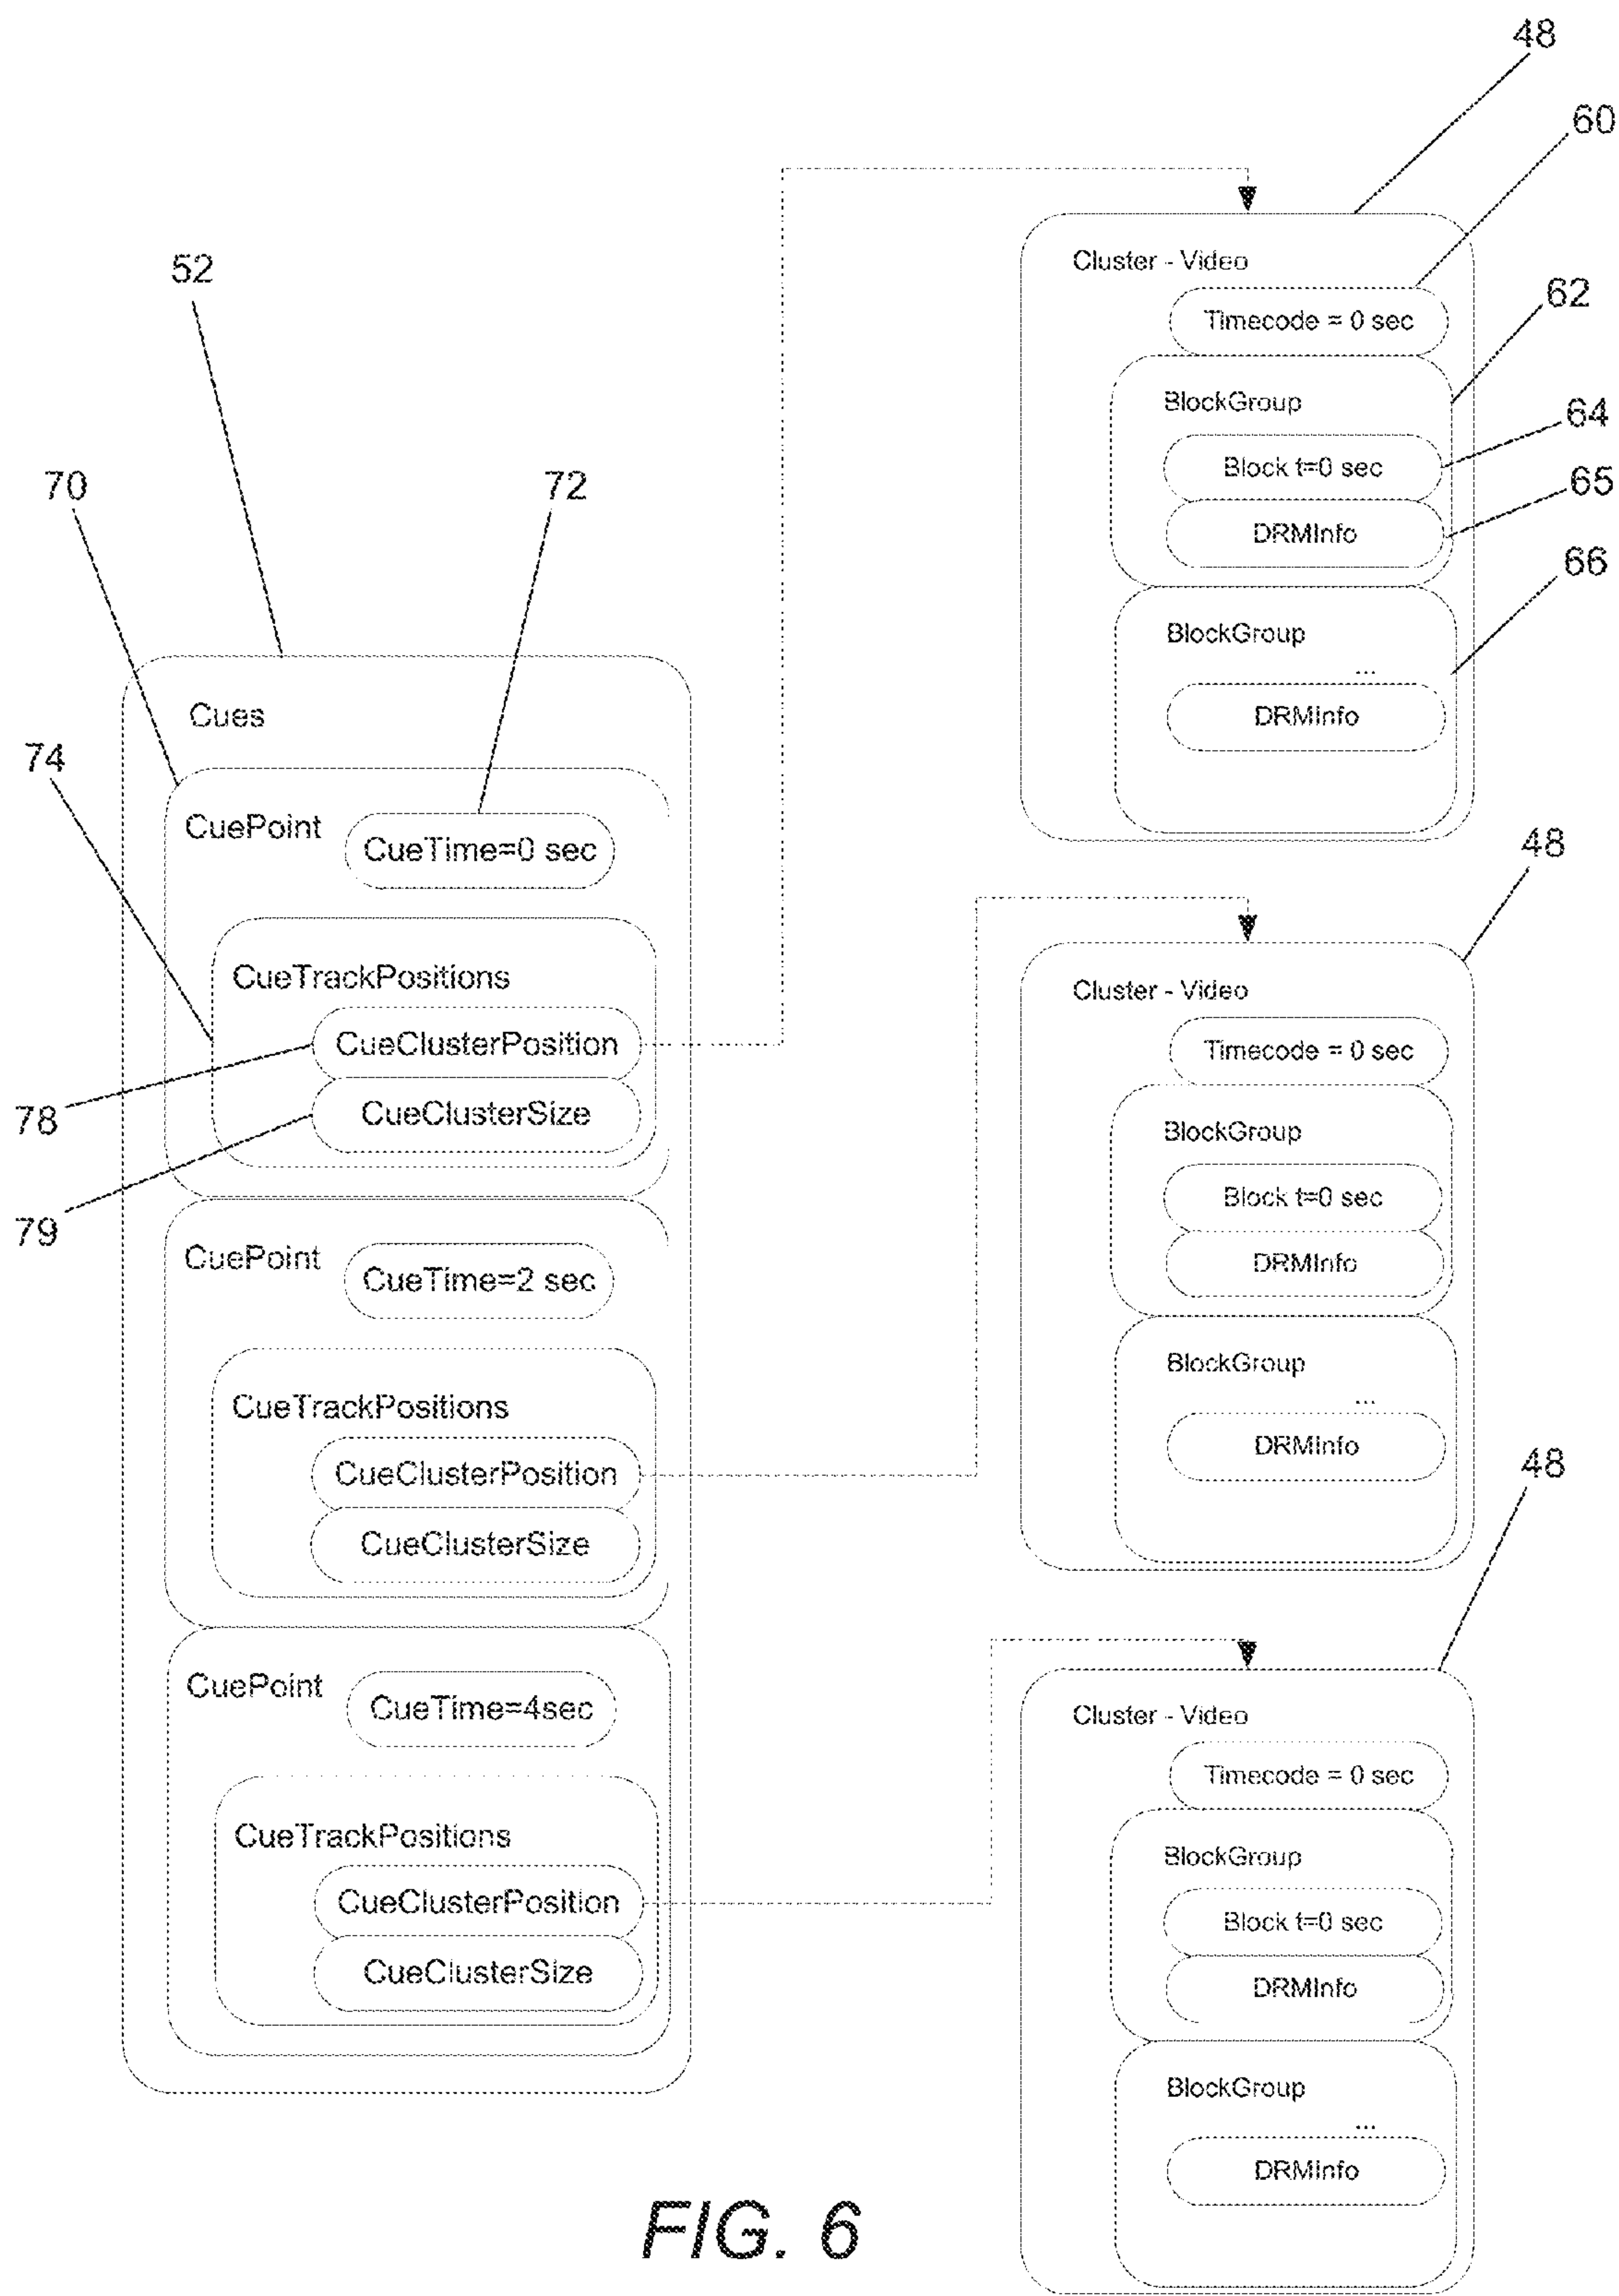 48
60
Cluster - Video
52
Timecode = 0 sec
62
BlockGroup
64
Block t=0 sec
65
70
72
DRMInfo
66
BlockGroup
...
DRMInfo
Cues
74
CuePoint
CueTime=0 sec
CueTrackPositions
CueClusterPosition
78
CueClusterSize
79
48
Cluster - Video
Timecode = 0 sec
BlockGroup
Block t=0 sec
DRMInfo
BlockGroup
...
DRMInfo
CuePoint
CueTime=2 sec
CueTrackPositions
CueClusterPosition
CueClusterSize
48
Cluster - Video
Timecode = 0 sec
BlockGroup
Block t=0 sec
DRMInfo
BlockGroup
...
DRMInfo
CuePoint
CueTime=4sec
CueTrackPositions
CueClusterPosition
CueClusterSize
FIG. 6